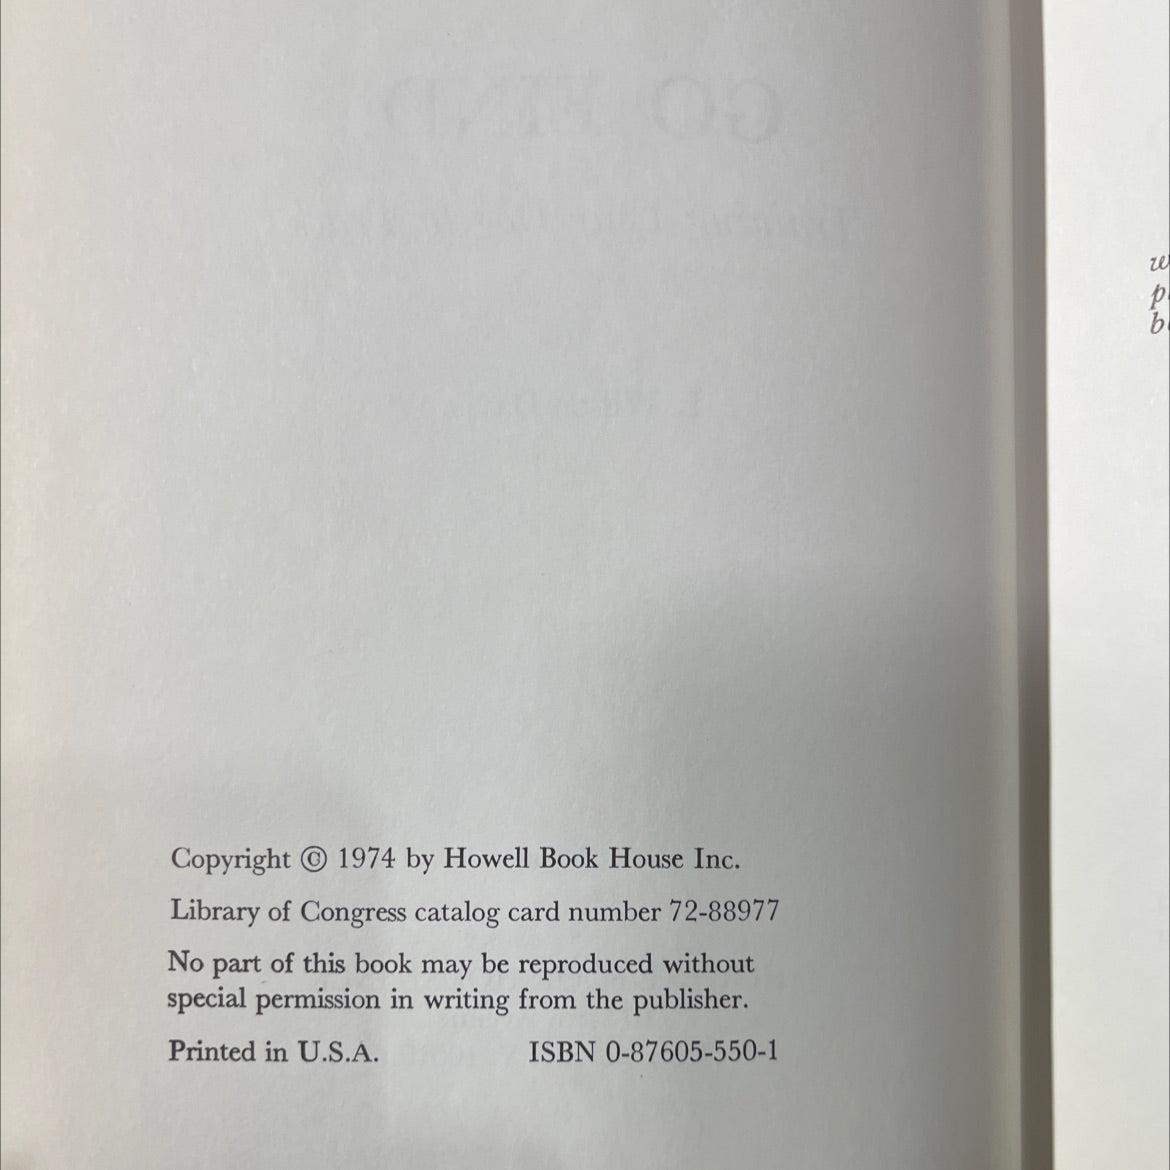 GO FIND
Copyright © 1974 by Howell Book House Inc.
Library of Congress catalog card number 72-88977
No part of this book may be reproduced without
special permission in writing from the publisher.
Printed in U.S.A. ISBN 0-87605-550-1